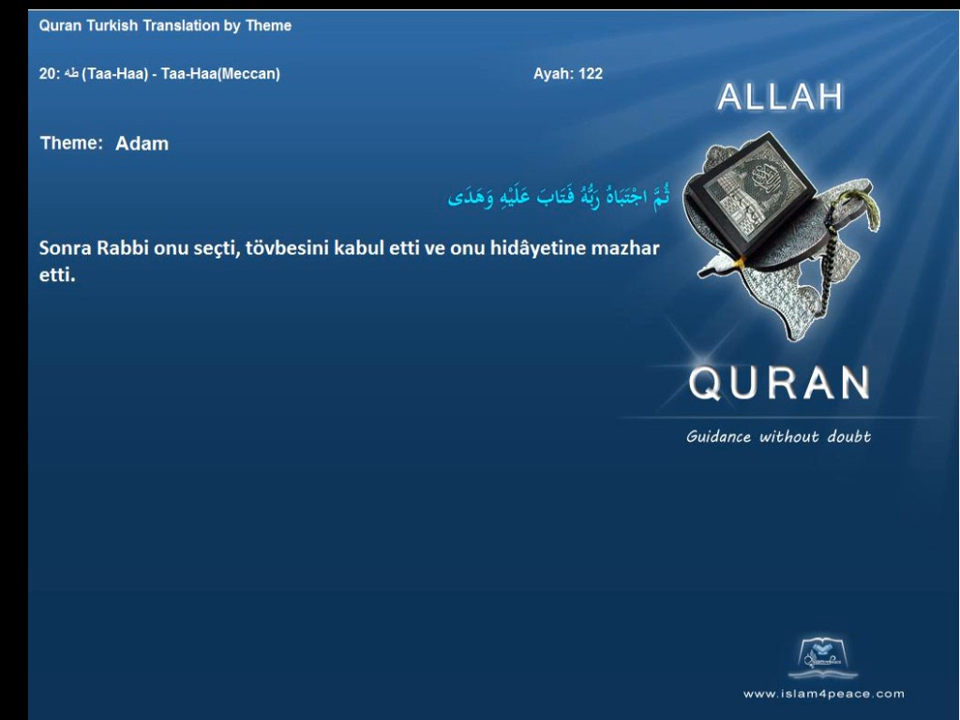 Quran Turkish Translation by Theme
20: طه (Taa-Haa) - Taa-Haa(Meccan) Ayah: 122
ALLAH
Theme: Adam
ثُمَّ اجْتَبَاهُ رَبُّهُ فَتَابَ عَلَيْهِ وَهَدَى
Sonra Rabbi onu seçti, tövbesini kabul etti ve onu hidâyetine mazhar
etti.
QURAN
Guidance without doubt
www.islam4peace.com